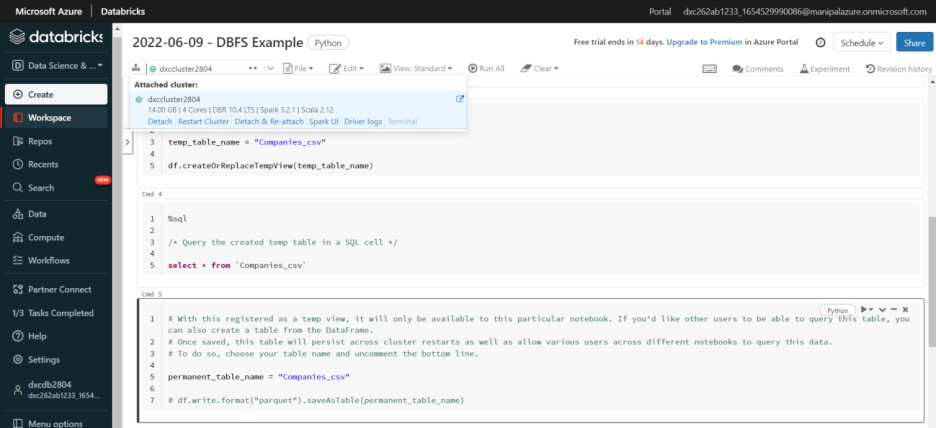 Microsoft Azure | Databricks
Portal dxc262ab1233_1654529990086@manipalazure.onmicrosoft.com
databricks
Data Science & ...
Create
Workspace
Repos
Recents
Search
NEW
Data
Compute
Workflows
Partner Connect
1/3 Tasks Completed
Help
Settings
dxcdb2804
dxc262ab1233_1654...
Menu options
2022-06-09 - DBFS Example Python
Free trial ends in 14 days. Upgrade to Premium in Azure Portal
Schedule
Share
dxccluster2804
File Edit View: Standard Run All Clear
Comments Experiment Revision history
Attached cluster:
dxccluster2804
14.00 GB | 4 Cores | DBR 10.4 LTS | Spark 3.2.1 | Scala 2.12
Detach | Restart Cluster | Detach & Re-attach | Spark UI | Driver logs | Terminal
2
3 temp_table_name = "Companies_csv"
4
5 df.createOrReplaceTempView(temp_table_name)
Cmd 4
1 %sql
2
3 /* Query the created temp table in a SQL cell */
4
5 select * from `Companies_csv`
Cmd 5
Python
1 # With this registered as a temp view, it will only be available to this particular notebook. If you'd like other users to be able to query this table, you
can also create a table from the DataFrame.
2 # Once saved, this table will persist across cluster restarts as well as allow various users across different notebooks to query this data.
3 # To do so, choose your table name and uncomment the bottom line.
4
5 permanent_table_name = "Companies_csv"
6
7 # df.write.format("parquet").saveAsTable(permanent_table_name)